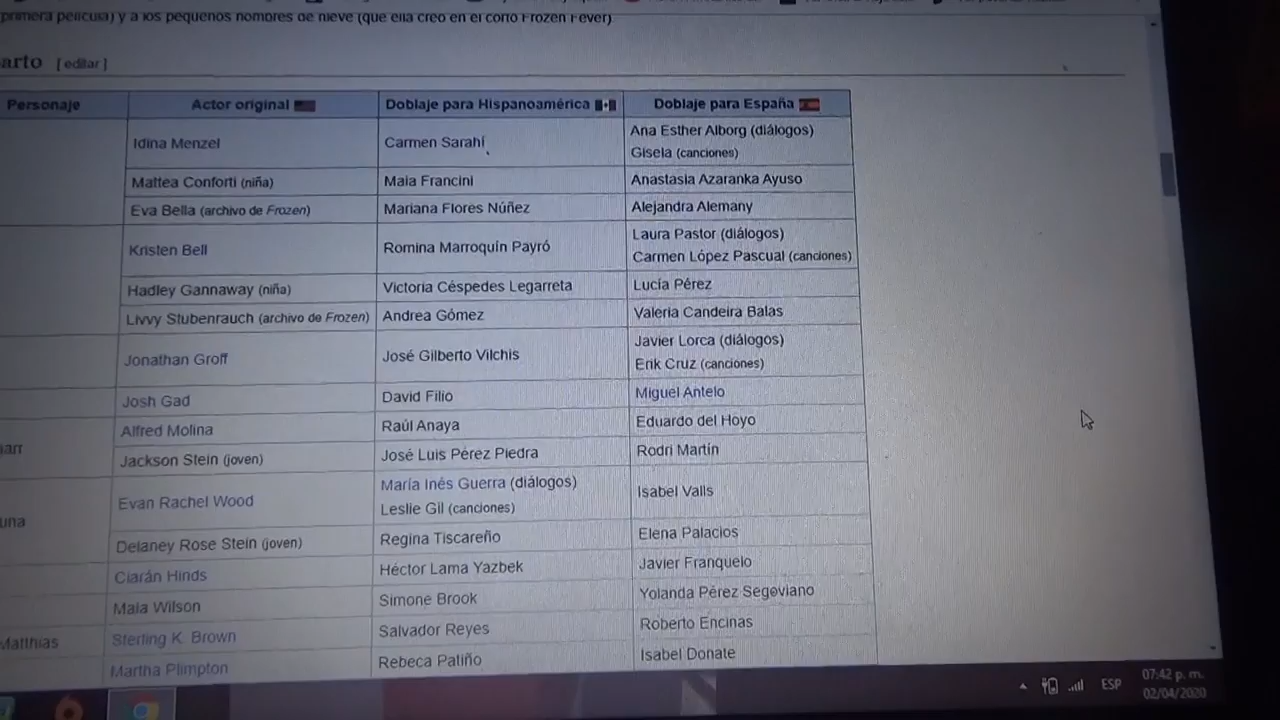 primera película) y a los pequeños hombres de nieve (que ella creó en el corto Frozen Fever)
arto [ editar ]
Personaje Actor original Doblaje para Hispanoamérica Doblaje para España
Idina Menzel Carmen Sarahí Ana Esther Alborg (diálogos)
Gisela (canciones)
Mattea Conforti (niña) Maia Francini Anastasia Azaranka Ayuso
Eva Bella (archivo de Frozen) Mariana Flores Núñez Alejandra Alemany
Kristen Bell Romina Marroquín Payró Laura Pastor (diálogos)
Carmen López Pascual (canciones)
Hadley Gannaway (niña) Victoria Céspedes Legarreta Lucía Pérez
Livvy Stubenrauch (archivo de Frozen) Andrea Gómez Valeria Candeira Balas
Jonathan Groff José Gilberto Vilchis Javier Lorca (diálogos)
Erik Cruz (canciones)
Josh Gad David Filio Miguel Antelo
Alfred Molina Raúl Anaya Eduardo del Hoyo
arr Jackson Stein (joven) José Luis Pérez Piedra Rodri Martín
Evan Rachel Wood María Inés Guerra (diálogos) Isabel Valls
Leslie Gil (canciones)
una
Delaney Rose Stein (joven) Regina Tiscareño Elena Palacios
Ciarán Hinds Héctor Lama Yazbek Javier Franquelo
Maia Wilson Simone Brook Yolanda Pérez Segoviano
Matthias Sterling K. Brown Salvador Reyes Roberto Encinas
Martha Plimpton Rebeca Patiño Isabel Donate
ESP 07:42 p. m.
02/04/2020